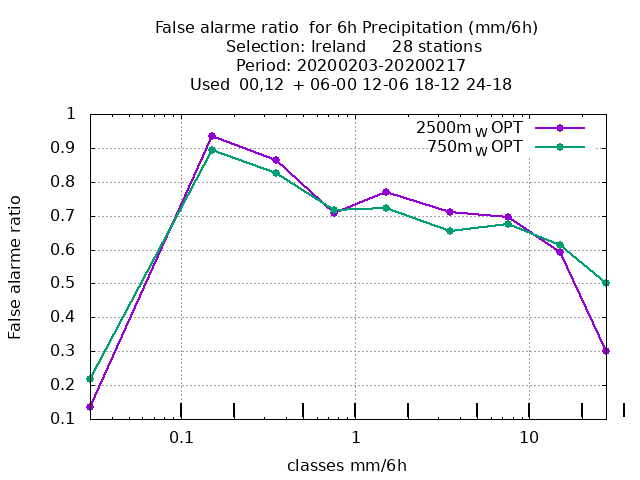 False alarme ratio  for 6h Precipitation (mm/6h)
Selection: Ireland     28 stations
Period: 20200203-20200217
Used  00,12  + 06-00 12-06 18-12 24-18
2500m W OPT
750m W OPT
1
0.9
0.8
0.7
0.6
0.5
0.4
0.3
0.2
0.1
False alarme ratio
0.1
1
10
classes mm/6h